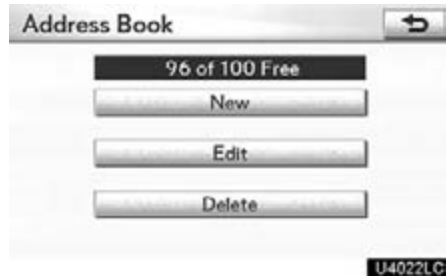 Address Book
96 of 100 Free
New
Edit
Delete
U4022LC